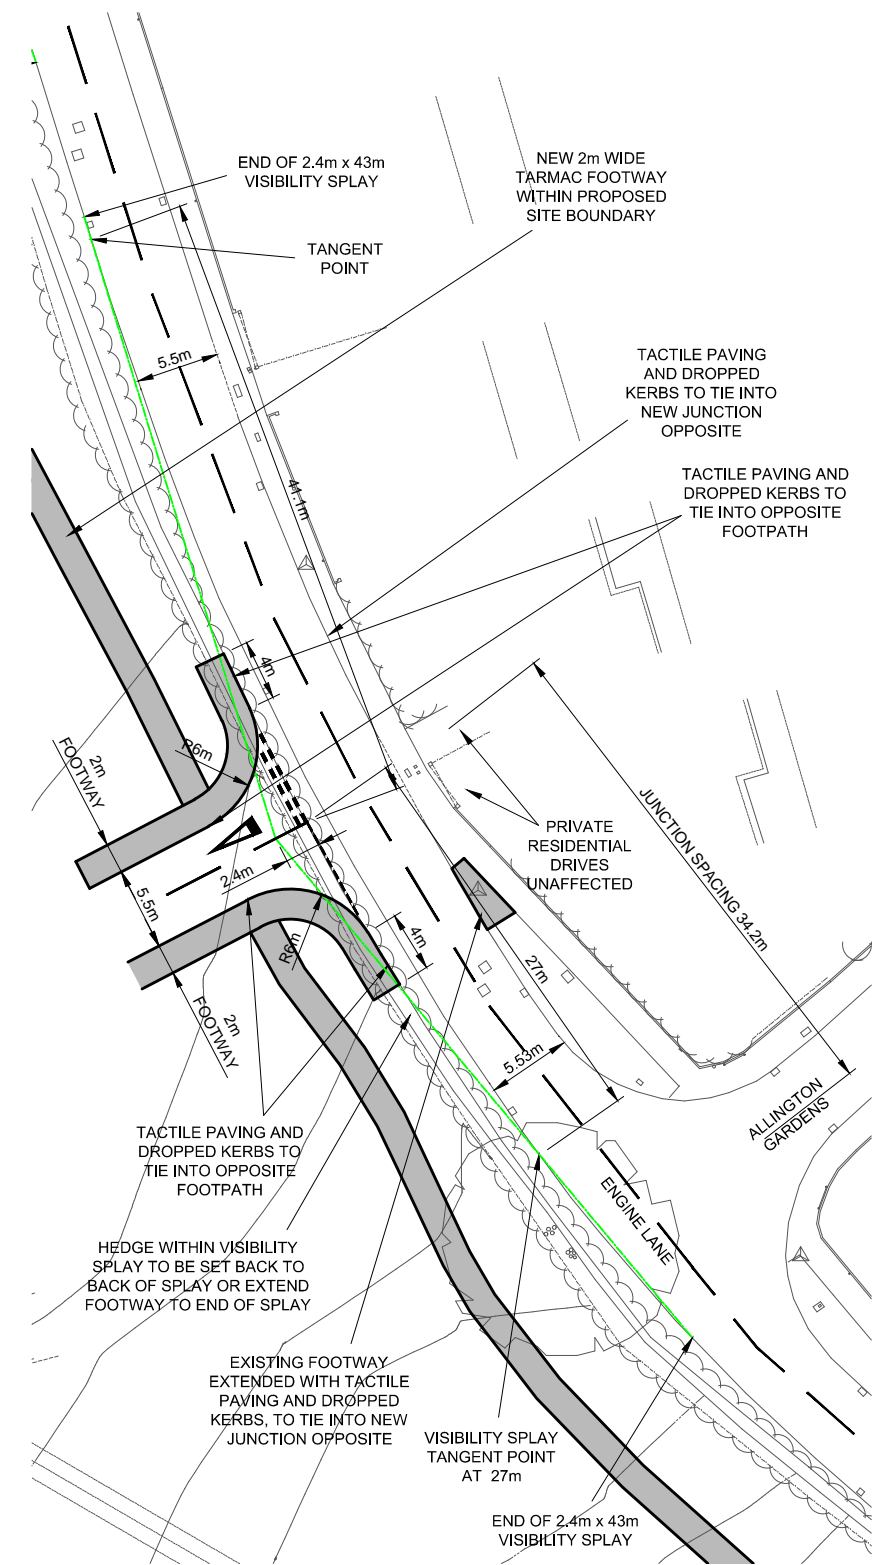 END OF 2.4m x 43m
VISIBILITY SPLAY
NEW 2m WIDE
TARMAC FOOTWAY
WITHIN PROPOSED
SITE BOUNDARY
TANGENT
POINT
5.5m
TACTILE PAVING
AND DROPPED
KERBS TO TIE INTO
NEW JUNCTION
OPPOSITE
TACTILE PAVING AND
DROPPED KERBS TO
TIE INTO OPPOSITE
FOOTPATH
41.1m
4m
2m
FOOTWAY
R6m
JUNCTION SPACING 34.2m
PRIVATE
RESIDENTIAL
DRIVES
UNAFFECTED
2.4m
5.5m
4m
R6m
27m
2m
FOOTWAY
5.53m
ALLINGTON
GARDENS
TACTILE PAVING AND
DROPPED KERBS TO
TIE INTO OPPOSITE
FOOTPATH
ENGINE LANE
HEDGE WITHIN VISIBILITY
SPLAY TO BE SET BACK TO
BACK OF SPLAY OR EXTEND
FOOTWAY TO END OF SPLAY
EXISTING FOOTWAY
EXTENDED WITH TACTILE
PAVING AND DROPPED
KERBS, TO TIE INTO NEW
JUNCTION OPPOSITE
VISIBILITY SPLAY
TANGENT POINT
AT 27m
END OF 2.4m x 43m
VISIBILITY SPLAY